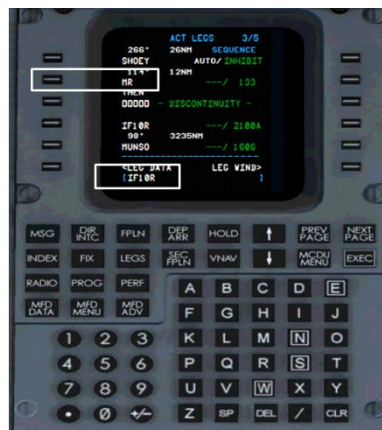 ACT LEGS 3/5
266° 26NM SEQUENCE
SHOEY AUTO/ INHIBIT
114° 12NM
MR ---/ 133
THEN
□□□□□ - DISCONTINUITY -
IF10R ---/ 2100A
98° 3235NM
MUNSO ---/ 1606
<LEG DATA LEG WIND>
[IF10R ]
MSG DIR INTC FPLN DEP ARR HOLD ↑ PREV PAGE NEXT PAGE
INDEX FIX LEGS SEC FPLN VNAV ↓ MCDU MENU EXEC
RADIO PROG PERF A B C D E
MFD DATA MFD MENU MFD ADV F G H I J
1 2 3 K L M N O
4 5 6 P Q R S T
7 8 9 U V W X Y
. 0 +/- Z SP DEL / CLR